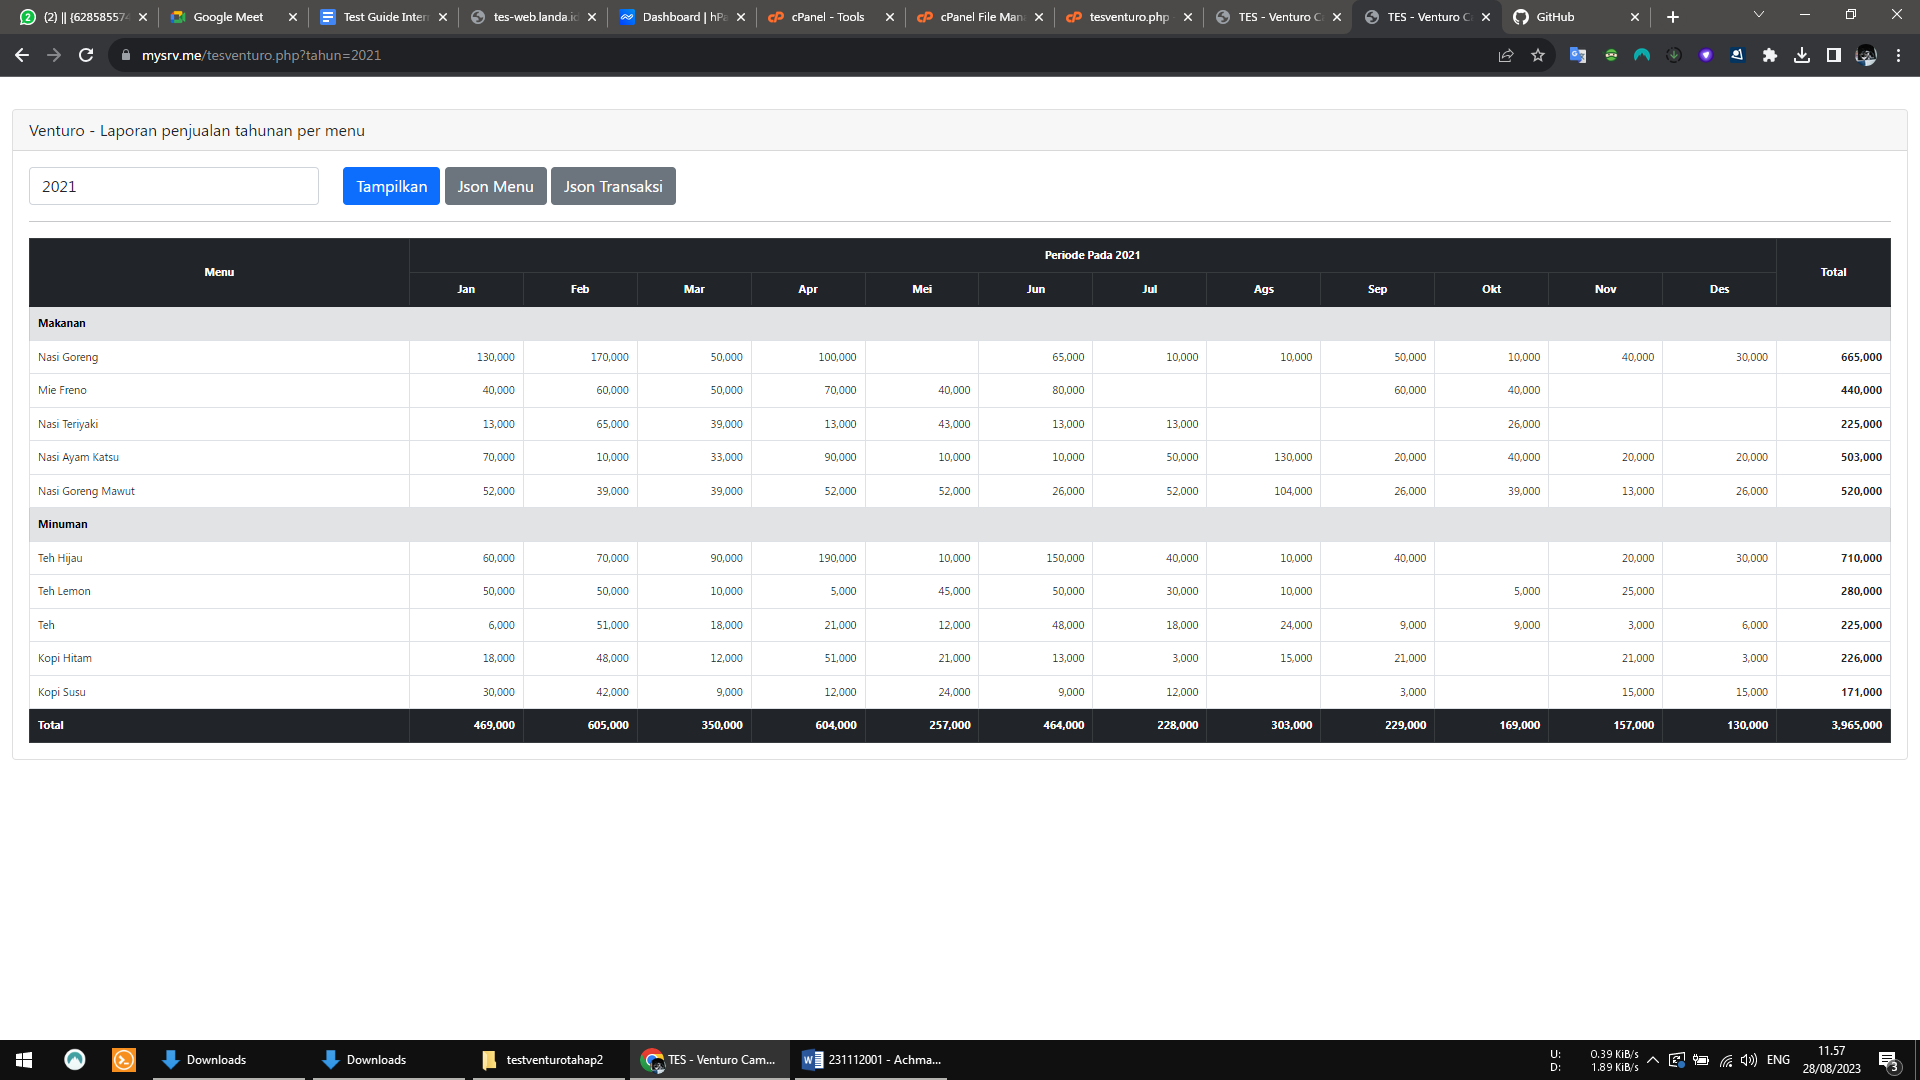 (2) || {628585574
Google Meet
Test Guide Inter
tes-web.landa.id
Dashboard | hPa
cPanel - Tools
cPanel File Man
tesventuro.php
TES - Venturo C
TES - Venturo C
GitHub
mysrv.me/tesventuro.php?tahun=2021
Venturo - Laporan penjualan tahunan per menu
2021
Tampilkan
Json Menu
Json Transaksi
Menu Periode Pada 2021 Total
Jan Feb Mar Apr Mei Jun Jul Ags Sep Okt Nov Des
Makanan
Nasi Goreng 130,000 170,000 50,000 100,000 65,000 10,000 10,000 50,000 10,000 40,000 30,000 665,000
Mie Freno 40,000 60,000 50,000 70,000 40,000 80,000 60,000 40,000 440,000
Nasi Teriyaki 13,000 65,000 39,000 13,000 43,000 13,000 13,000 26,000 225,000
Nasi Ayam Katsu 70,000 10,000 33,000 90,000 10,000 10,000 50,000 130,000 20,000 40,000 20,000 20,000 503,000
Nasi Goreng Mawut 52,000 39,000 39,000 52,000 52,000 26,000 52,000 104,000 26,000 39,000 13,000 26,000 520,000
Minuman
Teh Hijau 60,000 70,000 90,000 190,000 10,000 150,000 40,000 10,000 40,000 20,000 30,000 710,000
Teh Lemon 50,000 50,000 10,000 5,000 45,000 50,000 30,000 10,000 5,000 25,000 280,000
Teh 6,000 51,000 18,000 21,000 12,000 48,000 18,000 24,000 9,000 9,000 3,000 6,000 225,000
Kopi Hitam 18,000 48,000 12,000 51,000 21,000 13,000 3,000 15,000 21,000 21,000 3,000 226,000
Kopi Susu 30,000 42,000 9,000 12,000 24,000 9,000 12,000 3,000 15,000 15,000 171,000
Total 469,000 605,000 350,000 604,000 257,000 464,000 228,000 303,000 229,000 169,000 157,000 130,000 3,965,000
Downloads
Downloads
testventurotahap2
TES - Venturo Cam...
231112001 - Achma...
U: 0.39 KiB/s
D: 1.89 KiB/s
ENG
11.57
28/08/2023
3